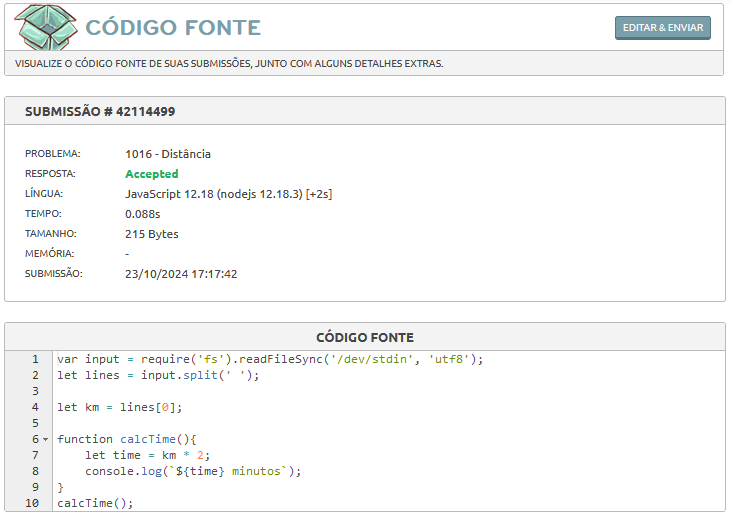 CÓDIGO FONTE
EDITAR & ENVIAR
VISUALIZE O CÓDIGO FONTE DE SUAS SUBMISSÕES, JUNTO COM ALGUNS DETALHES EXTRAS.
SUBMISSÃO # 42114499
PROBLEMA: 1016 - Distância
RESPOSTA: Accepted
LÍNGUA: JavaScript 12.18 (nodejs 12.18.3) [+2s]
TEMPO: 0.088s
TAMANHO: 215 Bytes
MEMÓRIA: -
SUBMISSÃO: 23/10/2024 17:17:42
CÓDIGO FONTE
1 var input = require('fs').readFileSync('/dev/stdin', 'utf8');
2 let lines = input.split(' ');
3
4 let km = lines[0];
5
6 function calcTime(){
7     let time = km * 2;
8     console.log(`${time} minutos`);
9 }
10 calcTime();